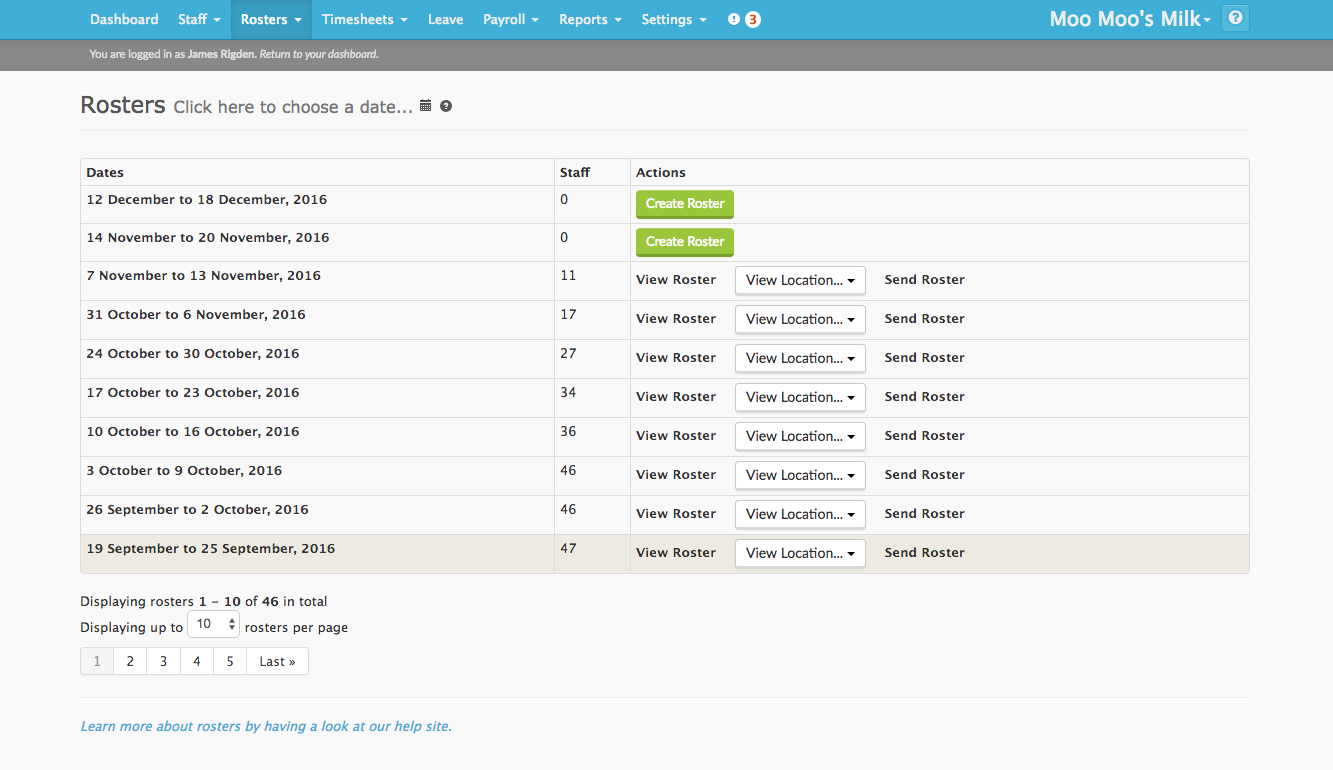 Dashboard Staff Rosters Timesheets Leave Payroll Reports Settings 3 Moo Moo's Milk ?
You are logged in as James Rigden. Return to your dashboard.
Rosters Click here to choose a date... ?
Dates Staff Actions
12 December to 18 December, 2016 0 Create Roster
14 November to 20 November, 2016 0 Create Roster
7 November to 13 November, 2016 11 View Roster View Location... Send Roster
31 October to 6 November, 2016 17 View Roster View Location... Send Roster
24 October to 30 October, 2016 27 View Roster View Location... Send Roster
17 October to 23 October, 2016 34 View Roster View Location... Send Roster
10 October to 16 October, 2016 36 View Roster View Location... Send Roster
3 October to 9 October, 2016 46 View Roster View Location... Send Roster
26 September to 2 October, 2016 46 View Roster View Location... Send Roster
19 September to 25 September, 2016 47 View Roster View Location... Send Roster
Displaying rosters 1 – 10 of 46 in total
Displaying up to 10 rosters per page
1 2 3 4 5 Last »
Learn more about rosters by having a look at our help site.